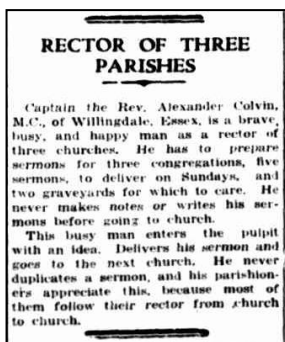 RECTOR OF THREE
PARISHES
Captain the Rev. Alexander Colvin,
M.C., of Willingdale, Essex, is a brave,
busy, and happy man as a rector of
three churches. He has to prepare
sermons for three congregations, five
sermons, to deliver on Sundays, and
two graveyards for which to care. He
never makes notes or writes his ser-
mons before going to church.
This busy man enters the pulpit
with an idea. Delivers his sermon and
goes to the next church. He never
duplicates a sermon, and his parishion-
ers appreciate this, because most of
them follow their rector from church
to church.